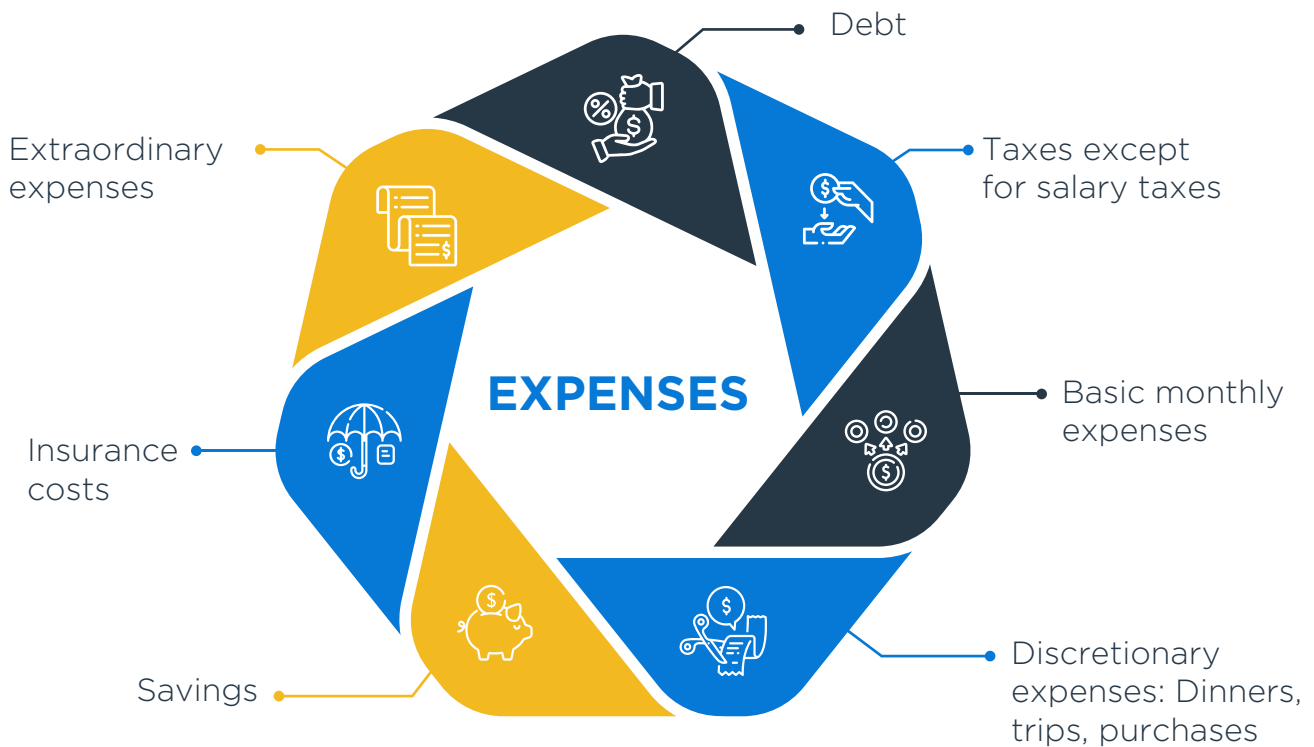 Debt
Extraordinary
expenses
Taxes except
for salary taxes
EXPENSES
Basic monthly
expenses
Insurance
costs
Savings
Discretionary
expenses: Dinners,
trips, purchases